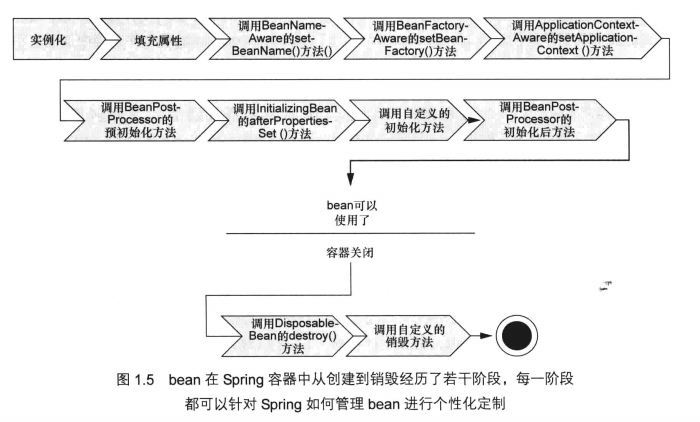 实例化
填充属性
调用BeanName-
Aware的set-
BeanName()方法()
调用BeanFactory-
Aware的setBean-
Factory()方法
调用ApplicationContext-
Aware的setApplication-
Context ()方法
调用BeanPost-
Processor的
预初始化方法
调用InitializingBean
的afterProperties-
Set ()方法
调用自定义的
初始化方法
调用BeanPost-
Processor的
初始化后方法
bean可以
使用了
容器关闭
调用Disposable-
Bean的destroy()
方法
调用自定义的
销毁方法
图 1.5 bean 在 Spring 容器中从创建到销毁经历了若干阶段，每一阶段
都可以针对 Spring 如何管理 bean 进行个性化定制